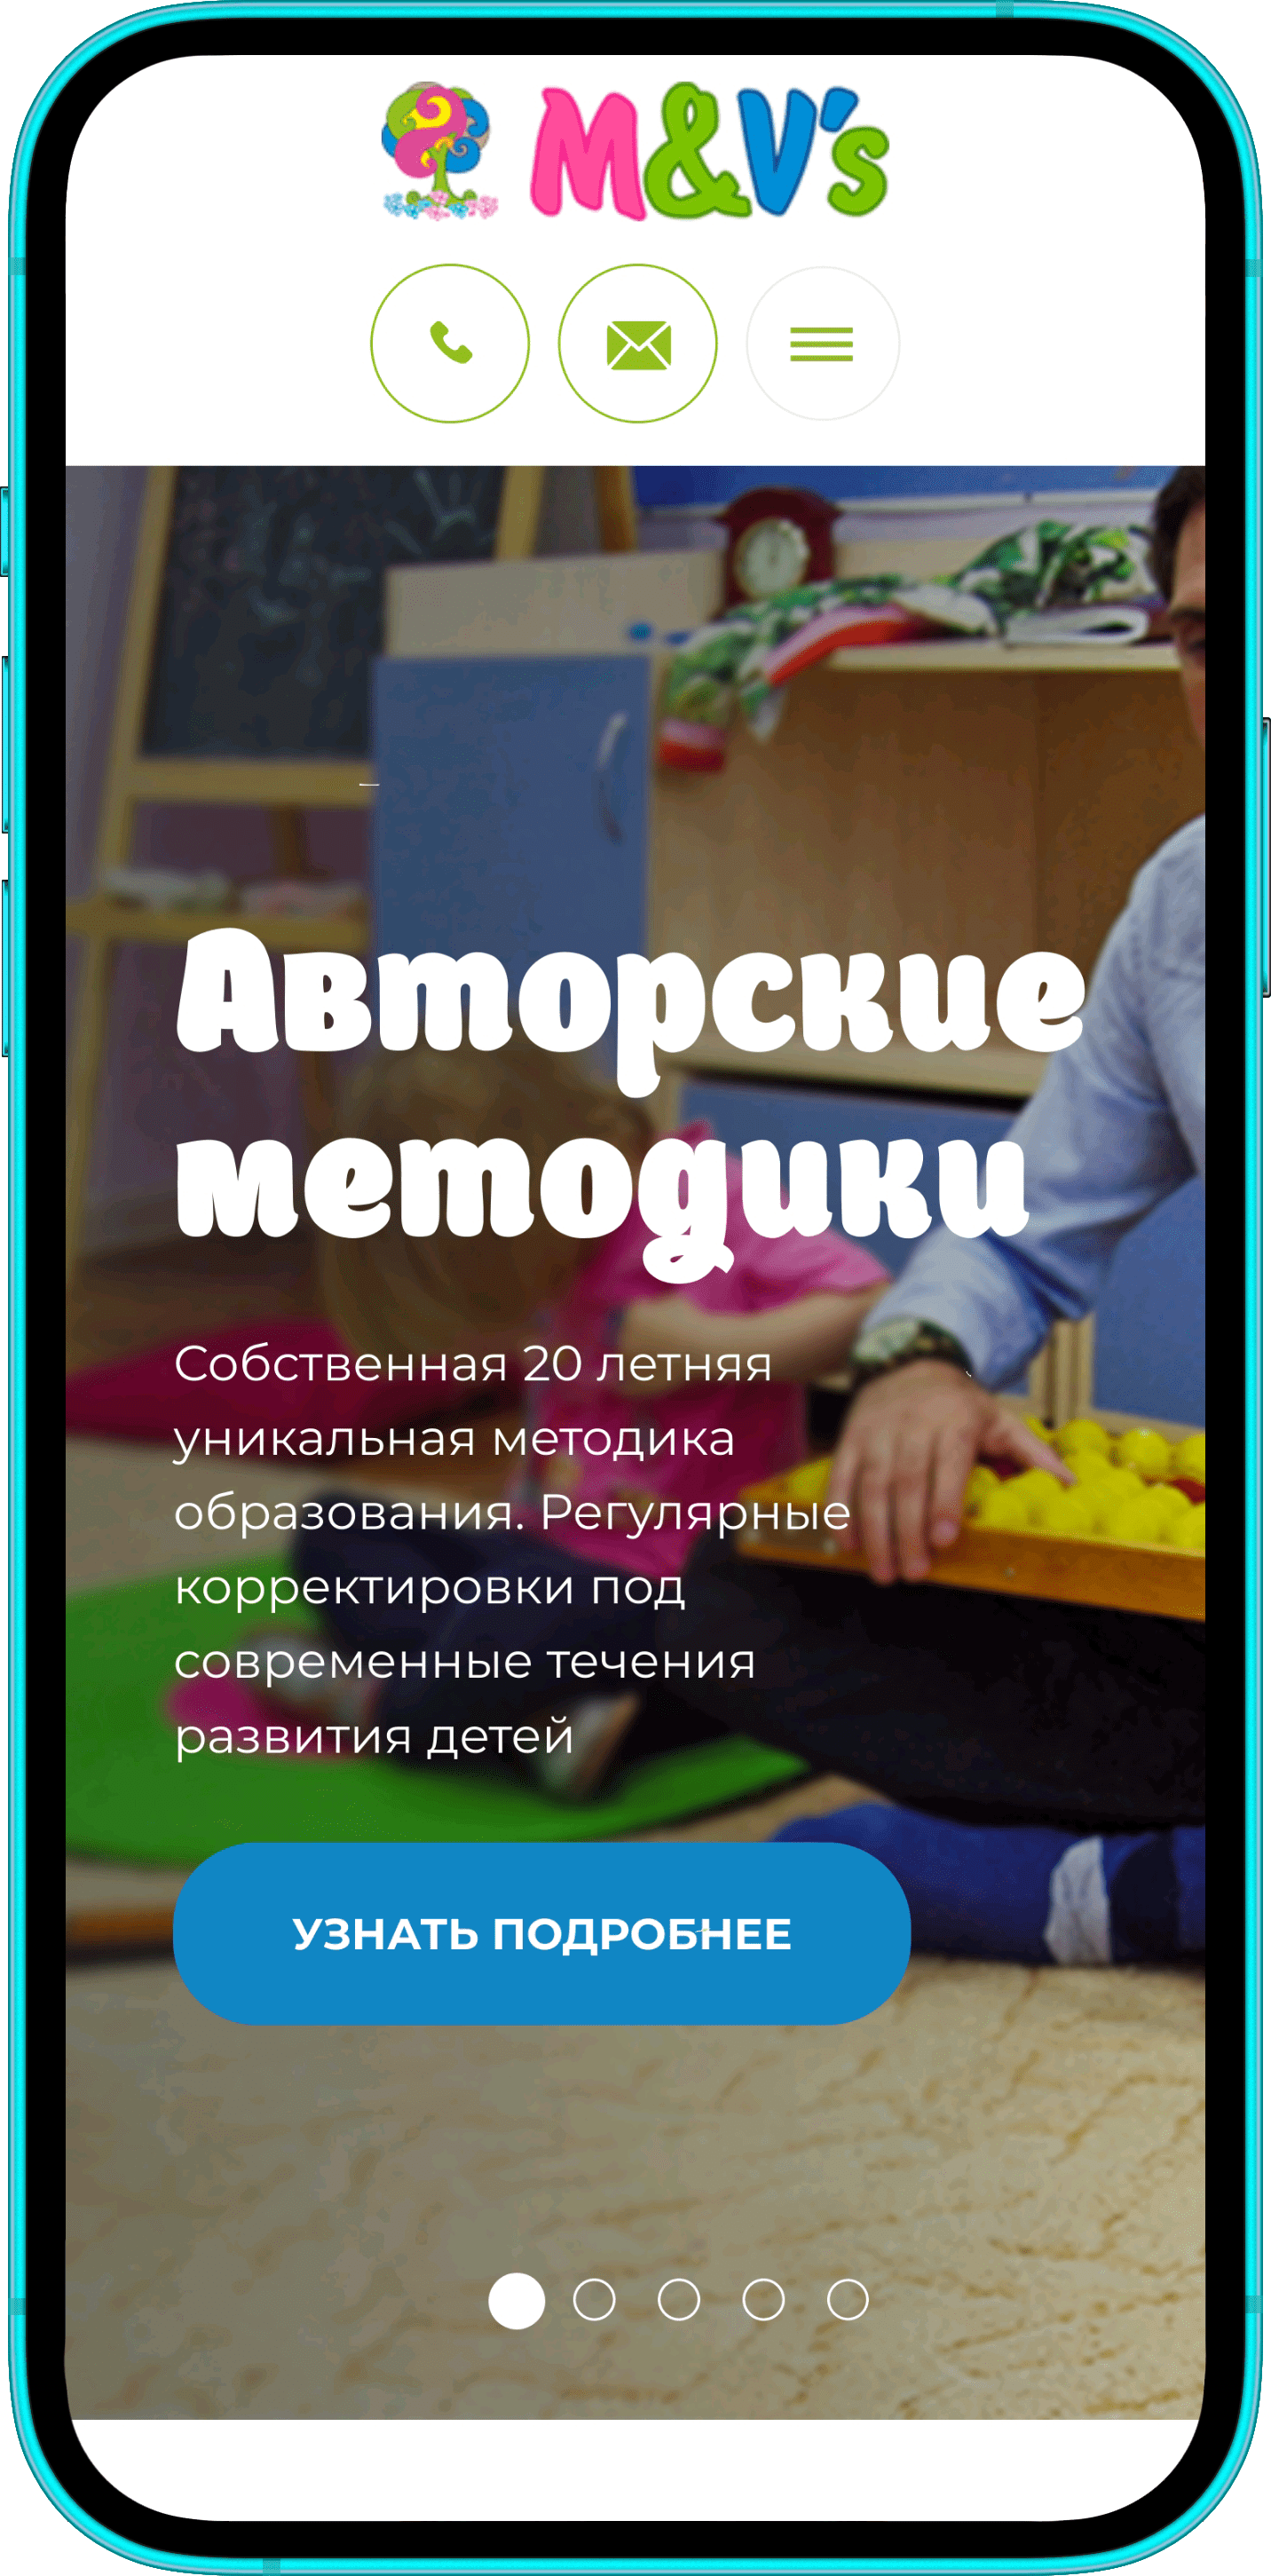 M&V's
Авторские
методики
Собственная 20 летняя
уникальная методика
образования. Регулярные
корректировки под
современные течения
развития детей
УЗНАТЬ ПОДРОБНЕЕ